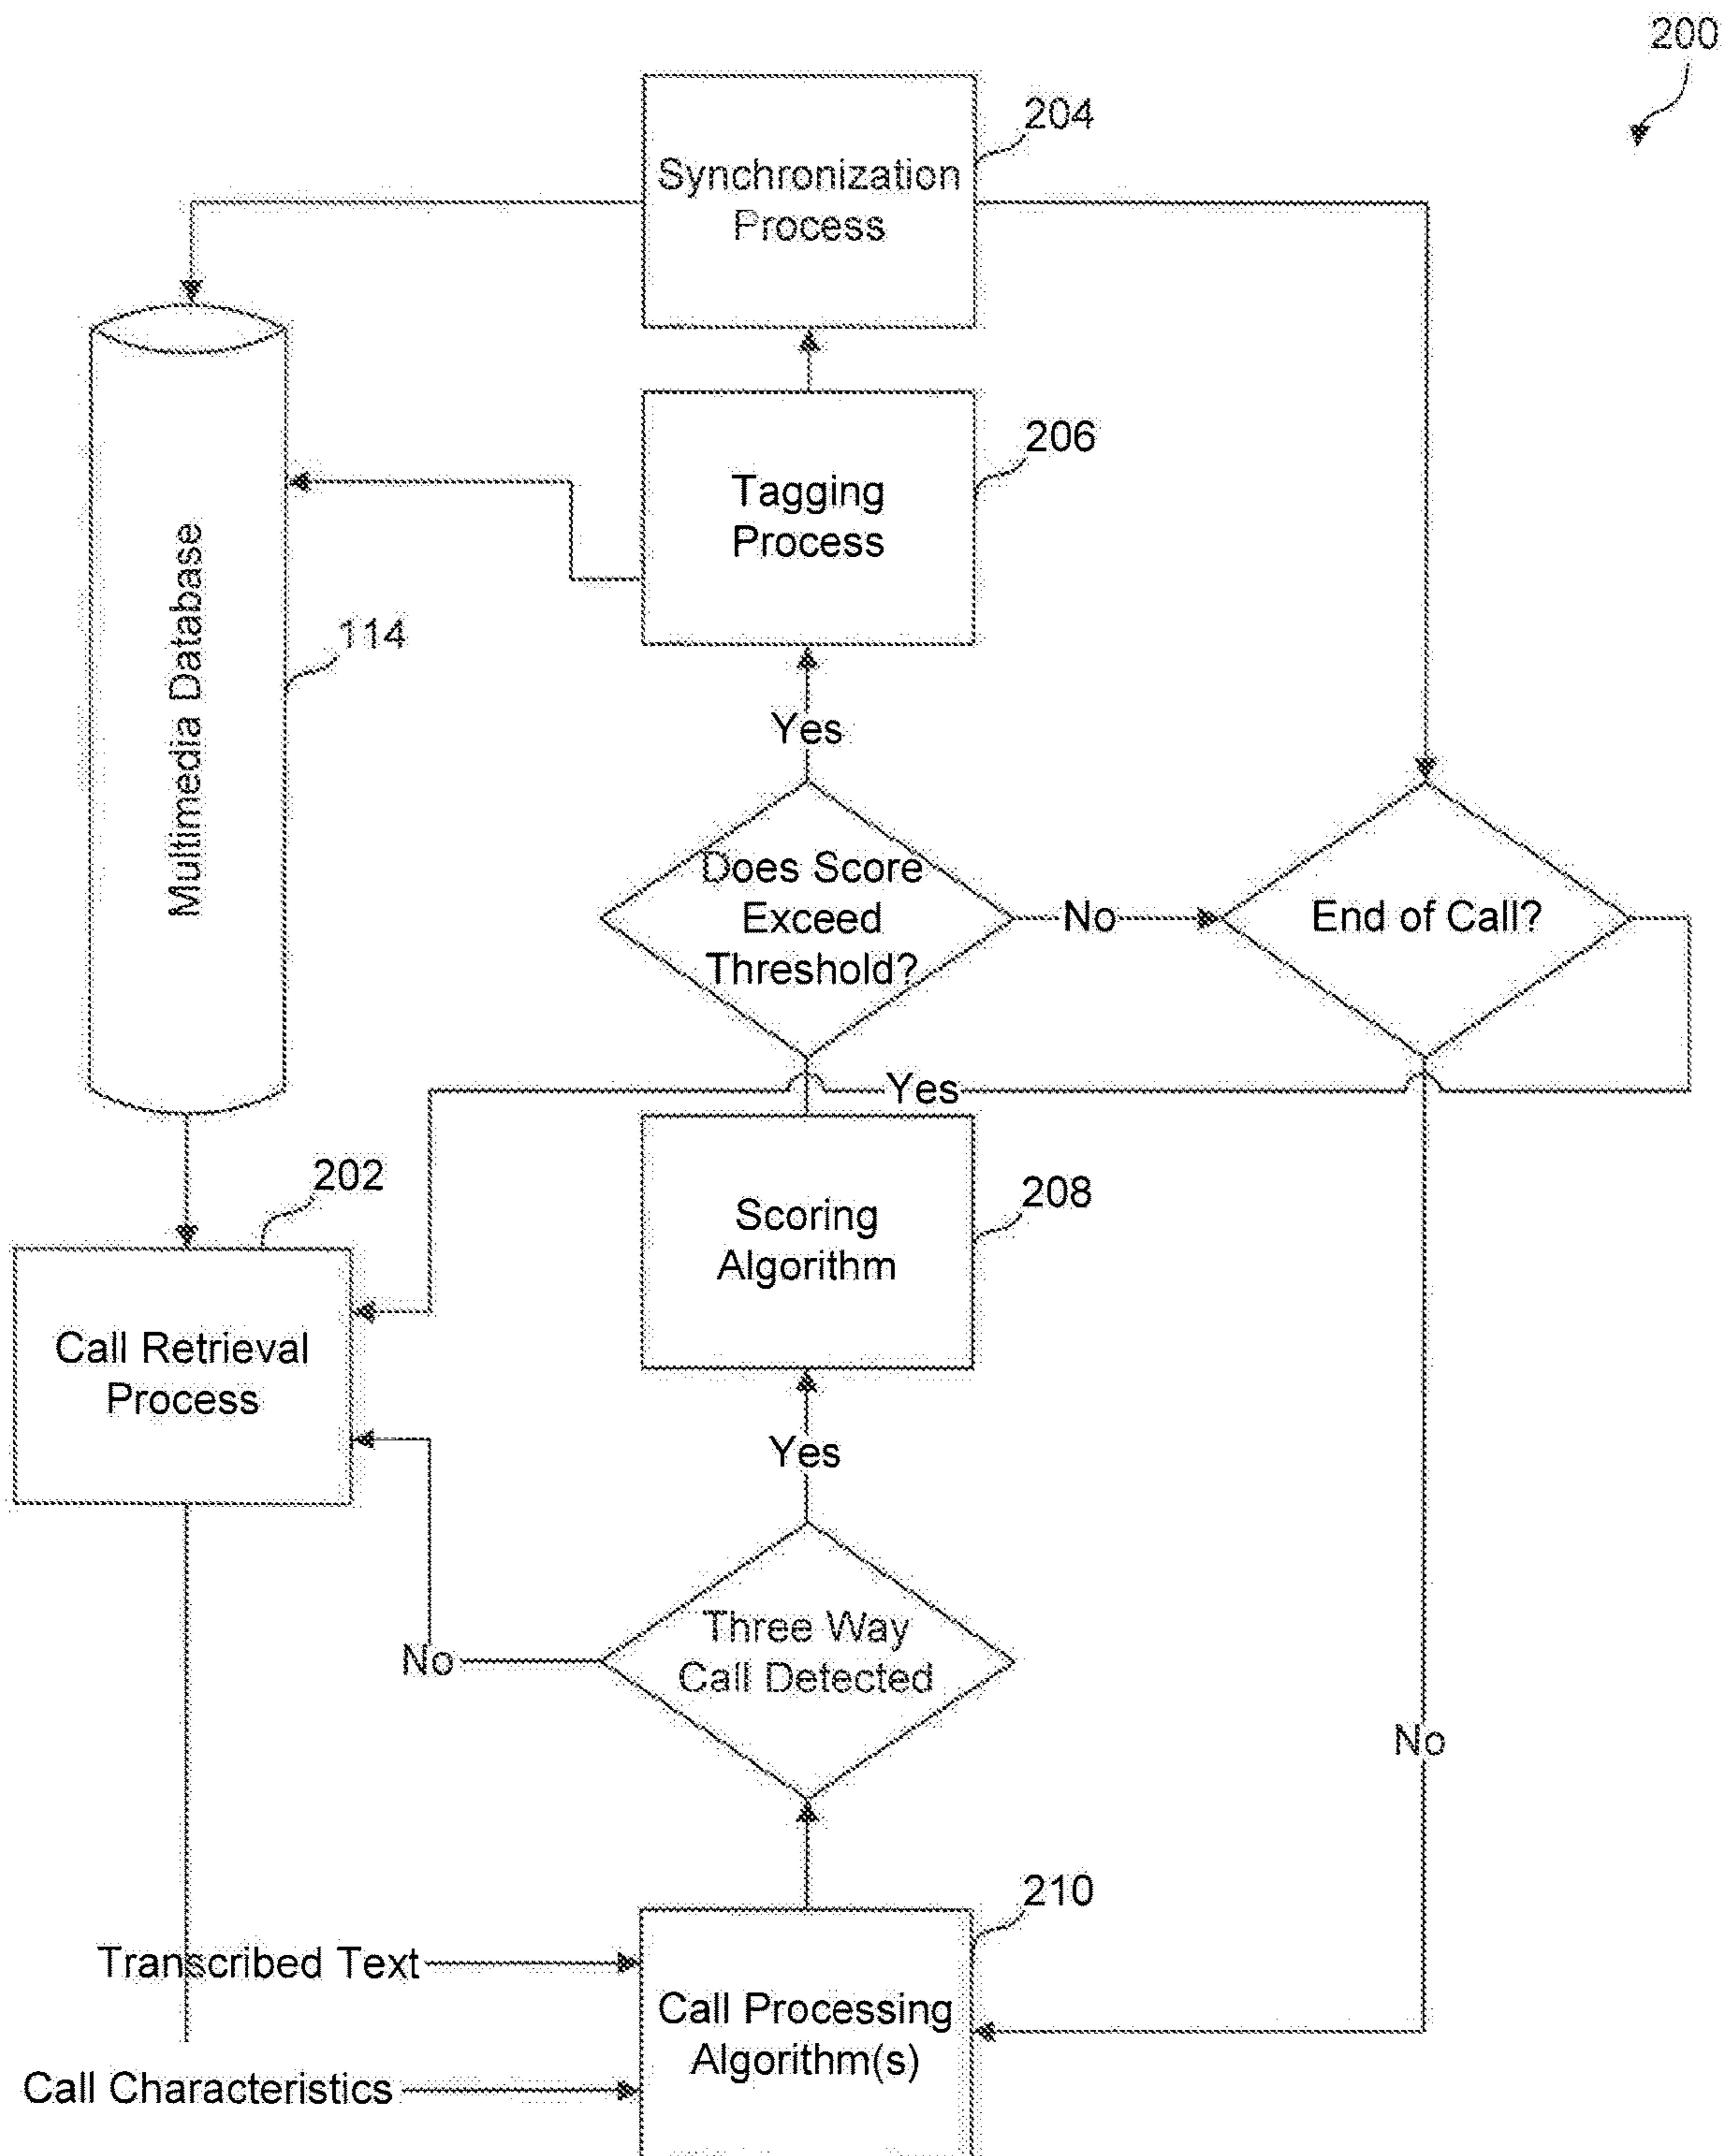 200
204
Synchronization
Process
206
Tagging
Process
114
Multimedia Database
Yes
Does Score
Exceed
Threshold?
No
End of Call?
Yes
202
208
Scoring
Algorithm
Call Retrieval
Process
Yes
Three Way
Call Detected
No
No
210
Transcribed Text
Call Processing
Algorithm(s)
Call Characteristics